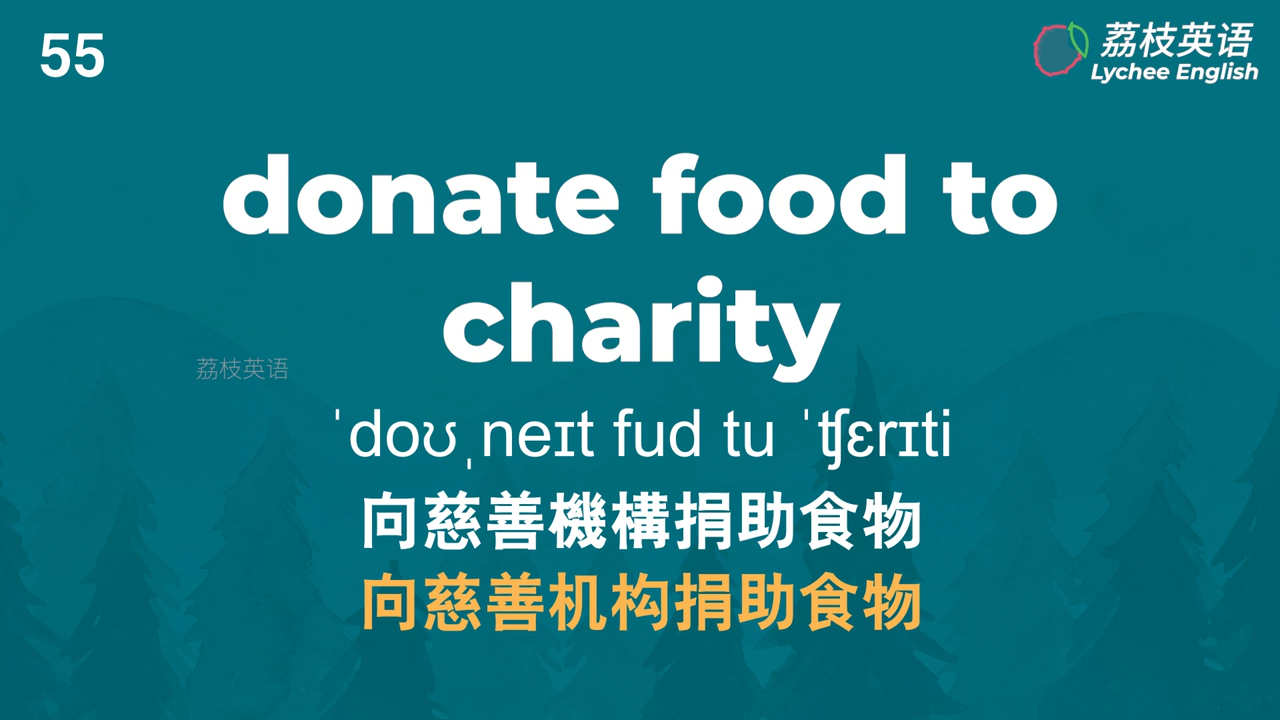 55
荔枝英语
Lychee English
donate food to
charity
荔枝英语
ˈdoʊˌneɪt fud tu ˈʧɛrɪti
向慈善機構捐助食物
向慈善机构捐助食物